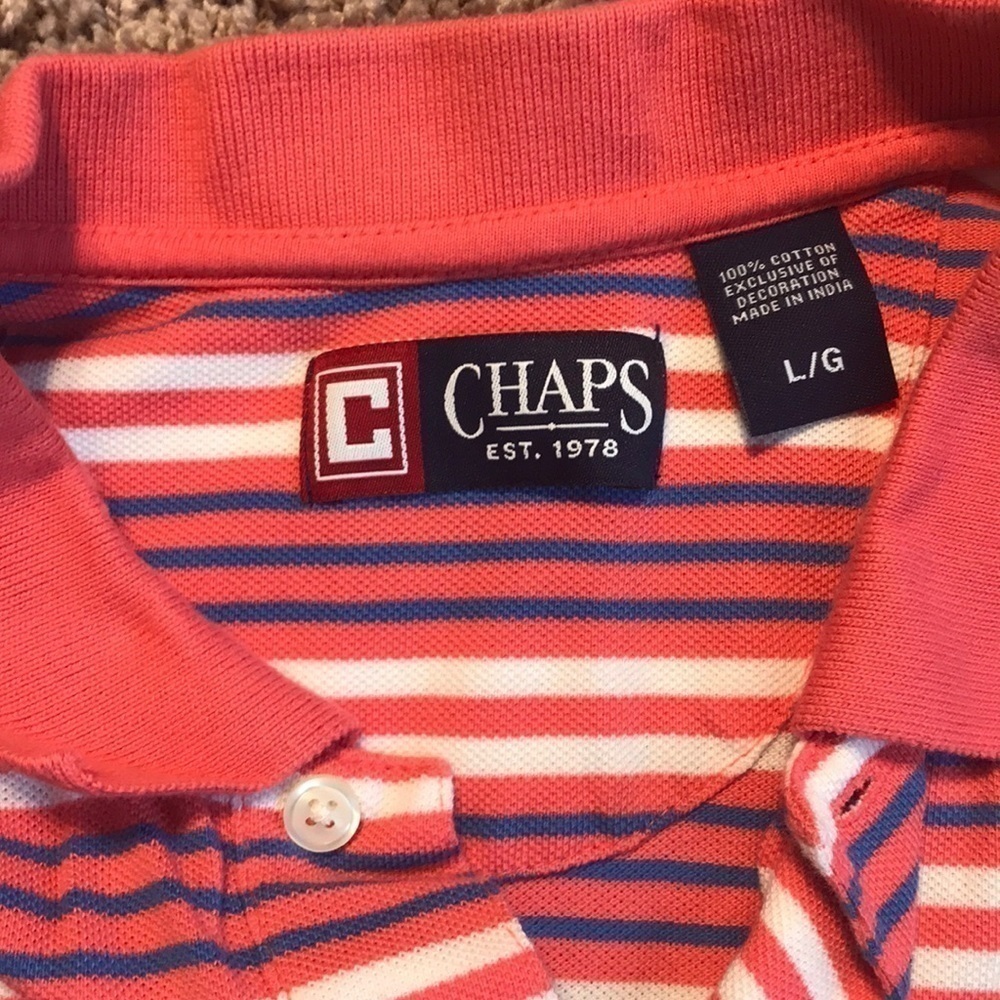 C
CHAPS
EST. 1978
100% COTTON
EXCLUSIVE OF
DECORATION
MADE IN INDIA
L/G